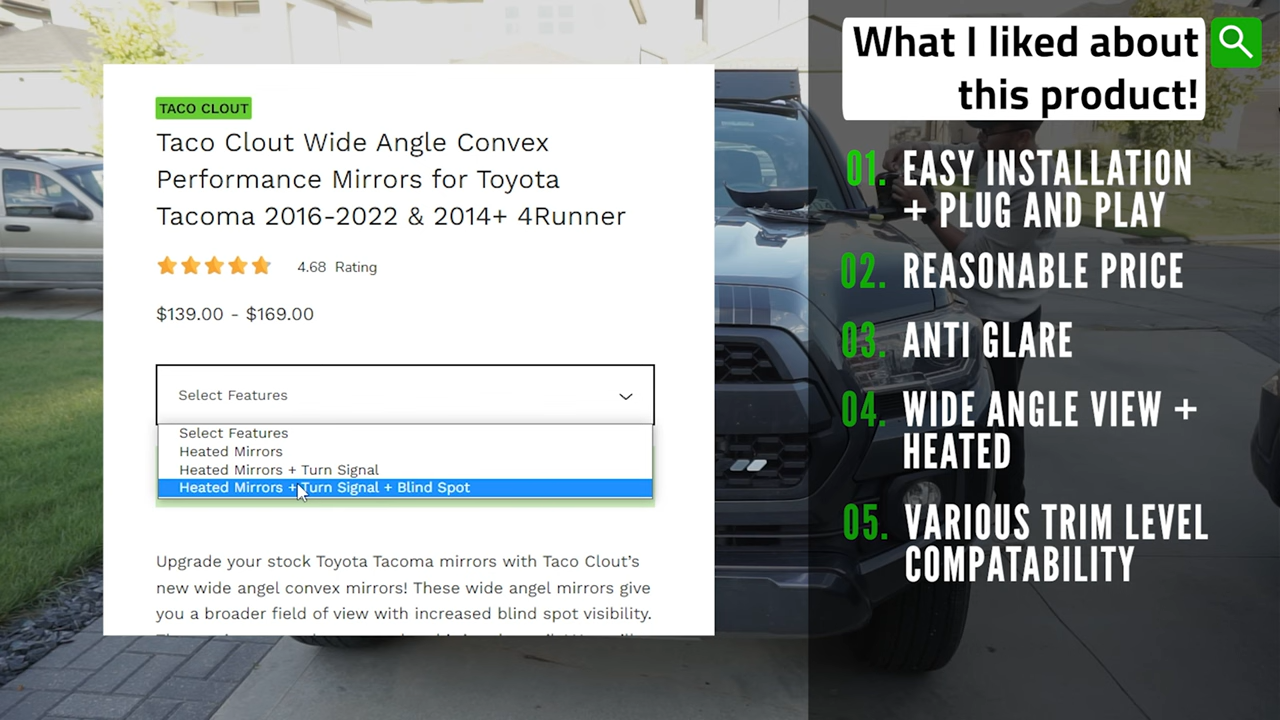 TACO CLOUT
Taco Clout Wide Angle Convex
Performance Mirrors for Toyota
Tacoma 2016-2022 & 2014+ 4Runner
4.68 Rating
$139.00 - $169.00
Select Features
Select Features
Heated Mirrors
Heated Mirrors + Turn Signal
Heated Mirrors + Turn Signal + Blind Spot
Upgrade your stock Toyota Tacoma mirrors with Taco Clout’s
new wide angel convex mirrors! These wide angel mirrors give
you a broader field of view with increased blind spot visibility.
What I liked about
this product!
01. EASY INSTALLATION
+ PLUG AND PLAY
02. REASONABLE PRICE
03. ANTI GLARE
04. WIDE ANGLE VIEW +
HEATED
05. VARIOUS TRIM LEVEL
COMPATABILITY